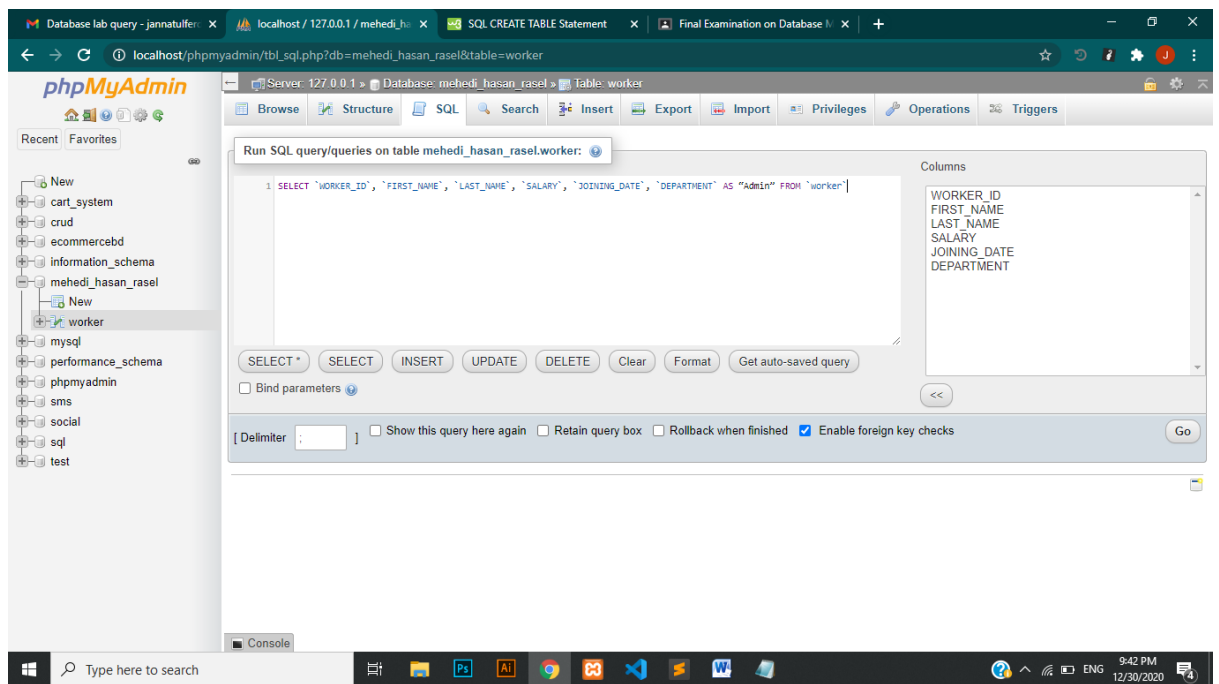 Database lab query - jannatulferd
localhost / 127.0.0.1 / mehedi_ha
SQL CREATE TABLE Statement
Final Examination on Database M
localhost/phpmyadmin/tbl_sql.php?db=mehedi_hasan_rasel&table=worker
J
phpMyAdmin
Server: 127.0.0.1 » Database: mehedi_hasan_rasel » Table: worker
Browse Structure SQL Search Insert Export Import Privileges Operations Triggers
Recent Favorites
Run SQL query/queries on table mehedi_hasan_rasel.worker:
New
cart_system
crud
ecommercebd
information_schema
mehedi_hasan_rasel
New
worker
mysql
performance_schema
phpmyadmin
sms
social
sql
test
1 SELECT `WORKER_ID`, `FIRST_NAME`, `LAST_NAME`, `SALARY`, `JOINING_DATE`, `DEPARTMENT` AS “Admin” FROM `worker`
Columns
WORKER_ID
FIRST_NAME
LAST_NAME
SALARY
JOINING_DATE
DEPARTMENT
SELECT * SELECT INSERT UPDATE DELETE Clear Format Get auto-saved query
Bind parameters
<<
[ Delimiter ; ] Show this query here again Retain query box Rollback when finished Enable foreign key checks Go
Console
Type here to search
Ps Ai W
ENG 9:42 PM
12/30/2020
4